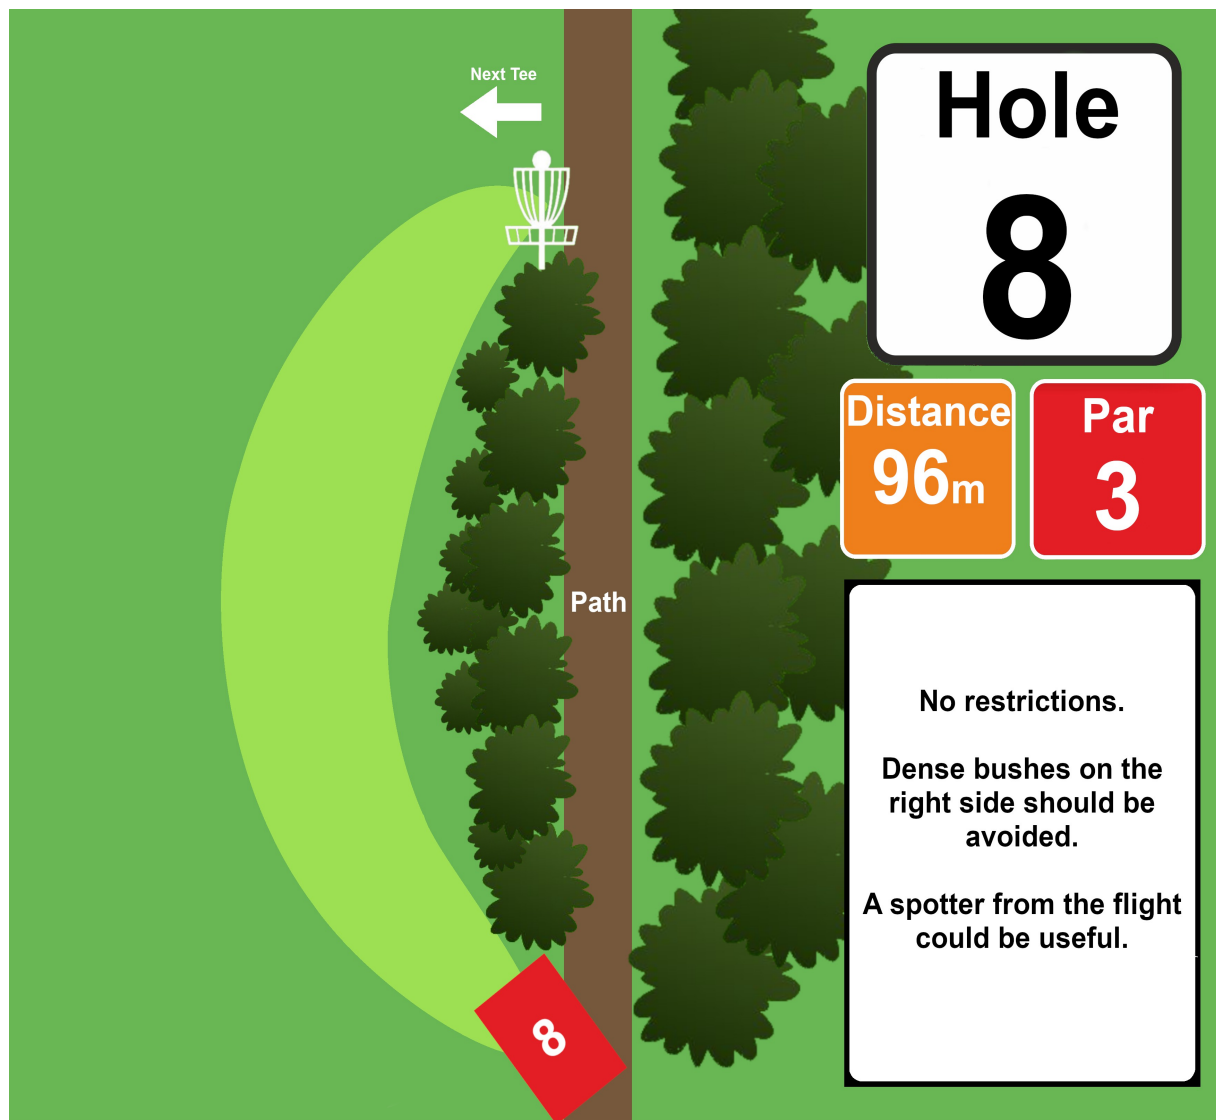 Next Tee
Hole
8
Distance
96m
Par
3
Path
No restrictions.
Dense bushes on the
right side should be
avoided.
A spotter from the flight
could be useful.
8